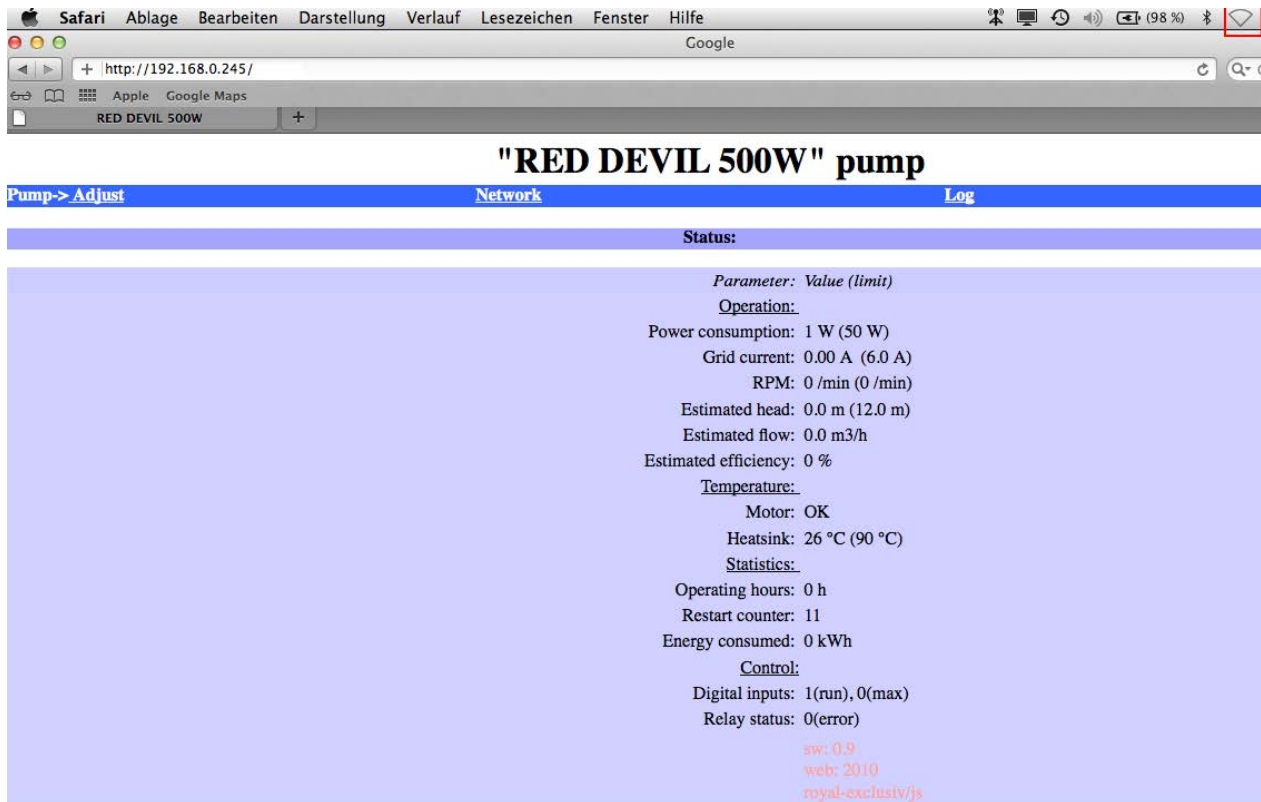 Safari Ablage Bearbeiten Darstellung Verlauf Lesezeichen Fenster Hilfe (98 %)
Google
http://192.168.0.245/
Apple Google Maps
RED DEVIL 500W
"RED DEVIL 500W" pump
Pump-> Adjust Network Log
Status:
Parameter: Value (limit)
Operation:
Power consumption: 1 W (50 W)
Grid current: 0.00 A (6.0 A)
RPM: 0 /min (0 /min)
Estimated head: 0.0 m (12.0 m)
Estimated flow: 0.0 m3/h
Estimated efficiency: 0 %
Temperature:
Motor: OK
Heatsink: 26 °C (90 °C)
Statistics:
Operating hours: 0 h
Restart counter: 11
Energy consumed: 0 kWh
Control:
Digital inputs: 1(run), 0(max)
Relay status: 0(error)
sw: 0.9
web: 2010
royal-exclusiv/js